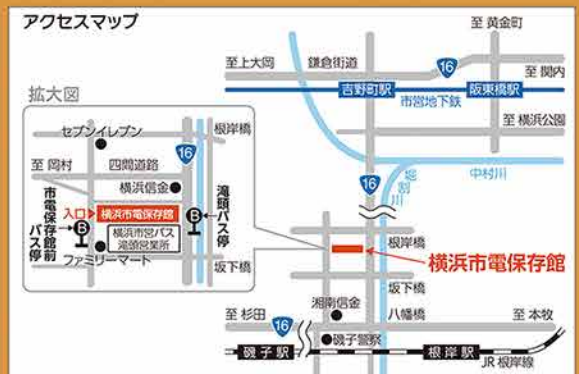 アクセスマップ
至 黄金町
至上大岡
鎌倉街道
16
至 関内
吉野町駅
市営地下鉄
阪東橋駅
至 横浜公園
中村川
堀割川
16
拡大図
セブンイレブン
根岸橋
16
至 岡村
四間道路
横浜信金
市電保存館前
バス停
入口
横浜市電保存館
B
B
滝頭バス停
横浜市営バス
滝頭営業所
ファミリーマート
坂下橋
根岸橋
横浜市電保存館
坂下橋
湘南信金
八幡橋
至 杉田
16
至 本牧
磯子警察
磯子駅
根岸駅
JR 根岸線